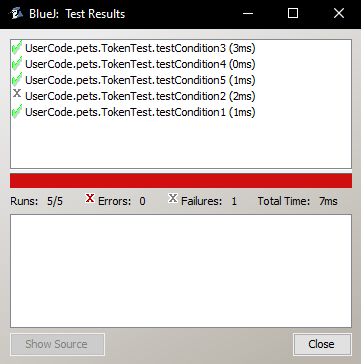 BlueJ: Test Results
UserCode.pets.TokenTest.testCondition3 (3ms)
UserCode.pets.TokenTest.testCondition4 (0ms)
UserCode.pets.TokenTest.testCondition5 (1ms)
X UserCode.pets.TokenTest.testCondition2 (2ms)
UserCode.pets.TokenTest.testCondition1 (1ms)
Runs: 5/5 X Errors: 0 X Failures: 1 Total Time: 7ms
Show Source Close